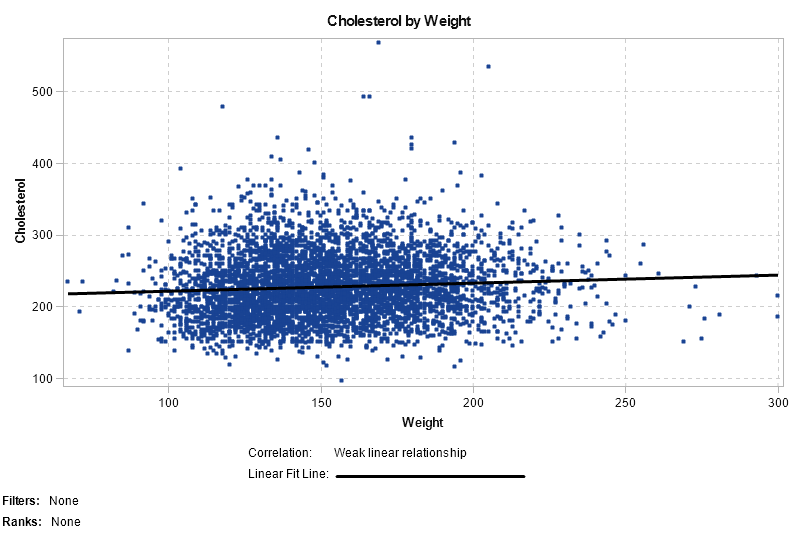 Cholesterol by Weight
500
400
300
200
100
Cholesterol
100 150 200 250 300
Weight
Correlation: Weak linear relationship
Linear Fit Line:
Filters: None
Ranks: None